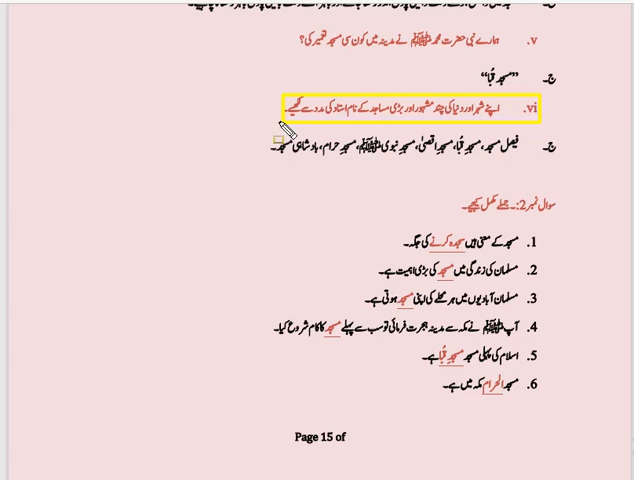 v. ہمارے نبی حضرت محمد ﷺ نے مدینہ میں کون سی مسجد تعمیر کی؟
ج۔ ”مسجد قُبا“
vi. اپنے شہر اور دنیا کی چند مشہور اور بڑی مساجد کے نام استاد کی مدد سے لکھیے۔
ج۔ فیصل مسجد، مسجدِ قُبا، مسجدِ اقصیٰ، مسجدِ نبوی ﷺ، مسجدِ حرام، بادشاہی مسجد۔
سوال نمبر 2:۔ جملے مکمل کیجیے۔
1. مسجد کے معنی ہیں سجدہ کرنے کی جگہ۔
2. مسلمان کی زندگی میں مسجد کی بڑی اہمیت ہے۔
3. مسلمان آبادیوں میں ہر محلے کی اپنی مسجد ہوتی ہے۔
4. آپ ﷺ نے مکہ سے مدینہ ہجرت فرمائی تو سب سے پہلے مسجد کا کام شروع کیا۔
5. اسلام کی پہلی مسجد مسجدِ قُبا ہے۔
6. مسجد الحرام مکہ میں ہے۔
Page 15 of